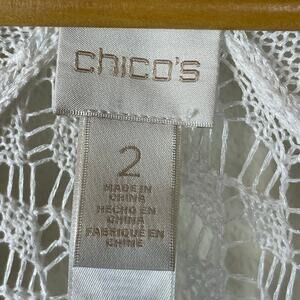 chico's
2
MADE IN
CHINA
HECHO EN
CHINA
FABRIQUÉ EN
CHINE